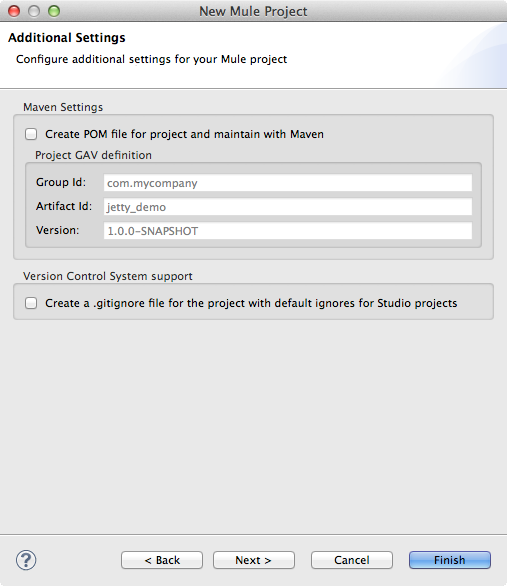 New Mule Project
Additional Settings
Configure additional settings for your Mule project
Maven Settings
Create POM file for project and maintain with Maven
Project GAV definition
Group Id: com.mycompany
Artifact Id: jetty_demo
Version: 1.0.0-SNAPSHOT
Version Control System support
Create a .gitignore file for the project with default ignores for Studio projects
? < Back Next > Cancel Finish